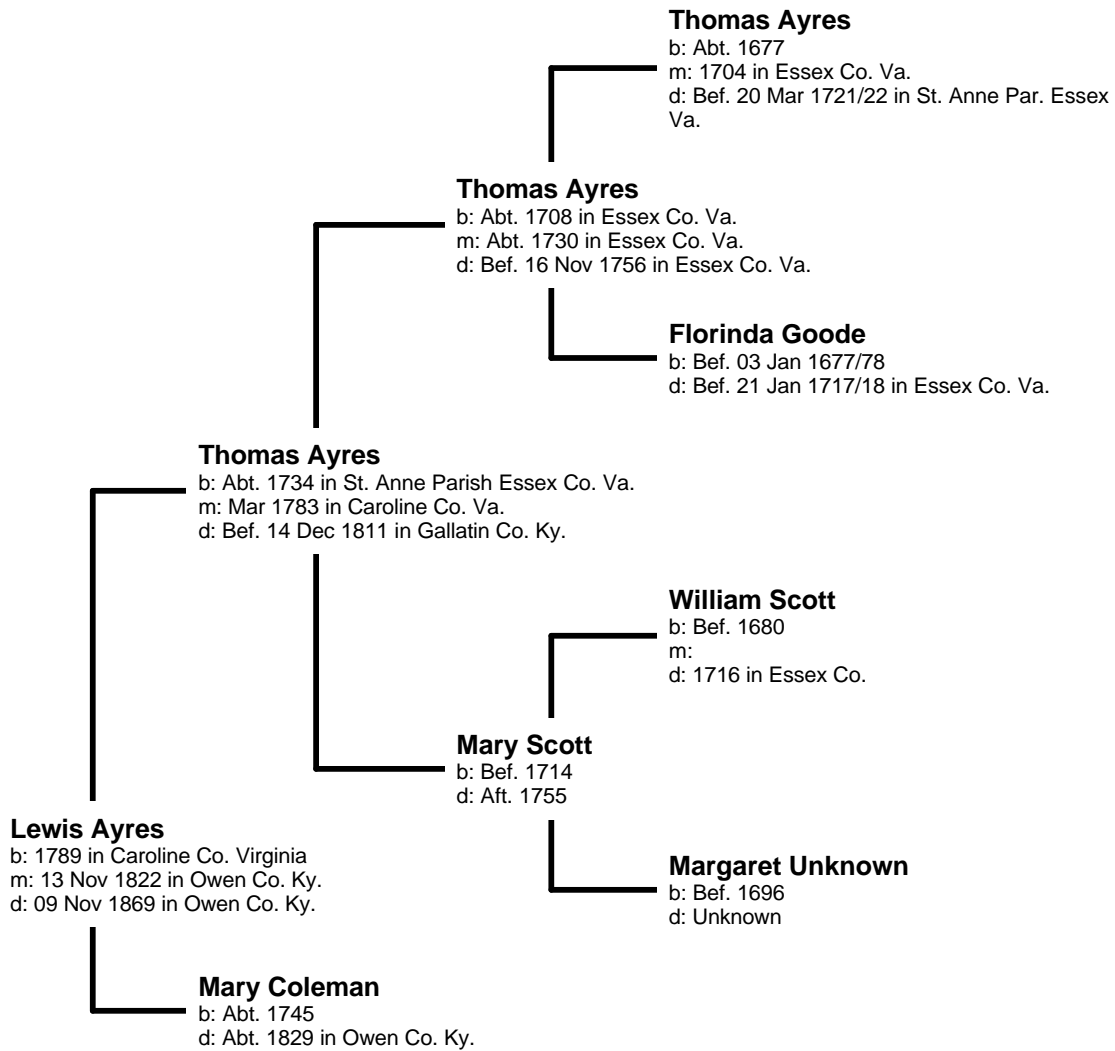 Thomas Ayres
b: Abt. 1677
m: 1704 in Essex Co. Va.
d: Bef. 20 Mar 1721/22 in St. Anne Par. Essex
Va.
Thomas Ayres
b: Abt. 1708 in Essex Co. Va.
m: Abt. 1730 in Essex Co. Va.
d: Bef. 16 Nov 1756 in Essex Co. Va.
Florinda Goode
b: Bef. 03 Jan 1677/78
d: Bef. 21 Jan 1717/18 in Essex Co. Va.
Thomas Ayres
b: Abt. 1734 in St. Anne Parish Essex Co. Va.
m: Mar 1783 in Caroline Co. Va.
d: Bef. 14 Dec 1811 in Gallatin Co. Ky.
William Scott
b: Bef. 1680
m:
d: 1716 in Essex Co.
Mary Scott
b: Bef. 1714
d: Aft. 1755
Lewis Ayres
b: 1789 in Caroline Co. Virginia
m: 13 Nov 1822 in Owen Co. Ky.
d: 09 Nov 1869 in Owen Co. Ky.
Margaret Unknown
b: Bef. 1696
d: Unknown
Mary Coleman
b: Abt. 1745
d: Abt. 1829 in Owen Co. Ky.